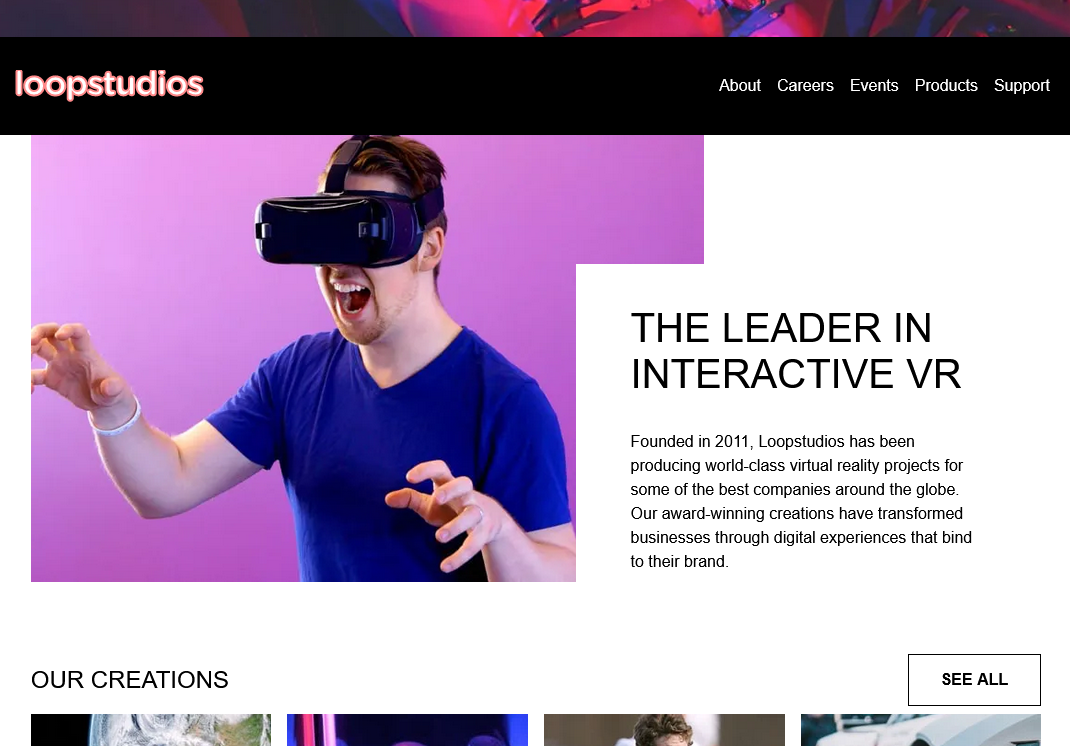 loopstudios
About Careers Events Products Support
THE LEADER IN
INTERACTIVE VR
Founded in 2011, Loopstudios has been
producing world-class virtual reality projects for
some of the best companies around the globe.
Our award-winning creations have transformed
businesses through digital experiences that bind
to their brand.
OUR CREATIONS
SEE ALL